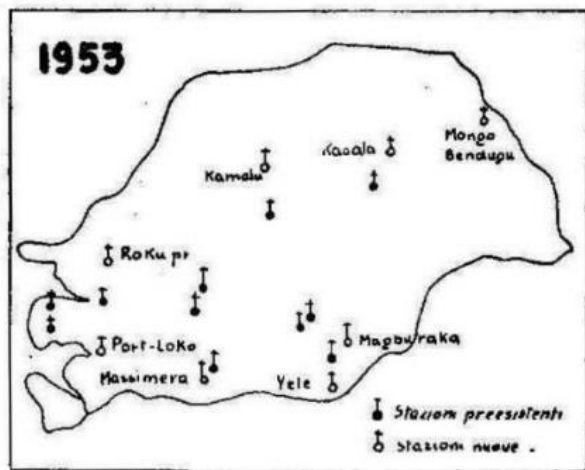 1953
Mongo
Bendugu
Kasala
Kamalu
Rokupr
Port-Loko
Magburaka
Massimera
Yele
Stazioni preesistenti
Stazioni nuove.